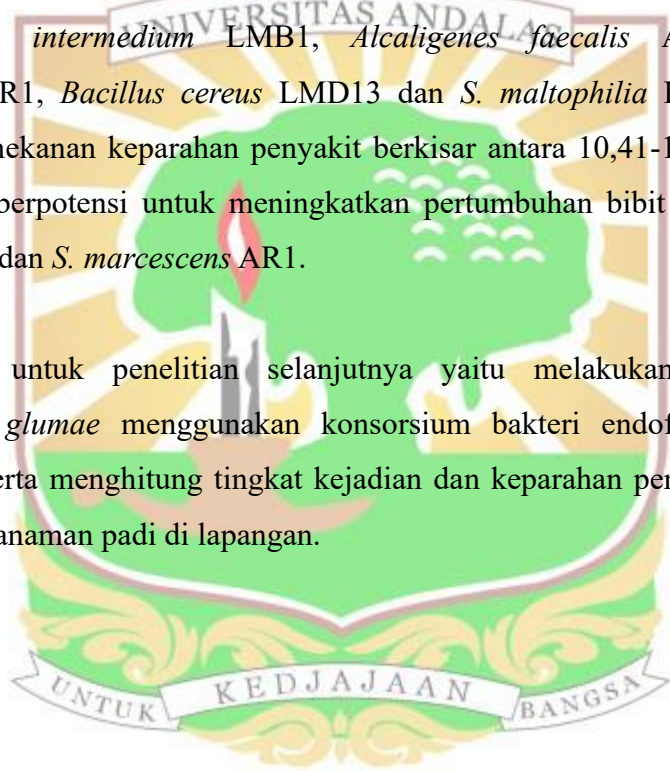 UNIVERSITAS ANDALAS
intermedium LMB1, Alcaligenes faecalis
R1, Bacillus cereus LMD13 dan S. maltophilia
nekanan keparahan penyakit berkisar antara 10,41-1
berpotensi untuk meningkatkan pertumbuhan bibit
dan S. marcescens AR1.
untuk penelitian selanjutnya yaitu melakukan
glumae menggunakan konsorsium bakteri endof
erta menghitung tingkat kejadian dan keparahan pen
anaman padi di lapangan.
UNTUK KEDJAJAAN BANGSA